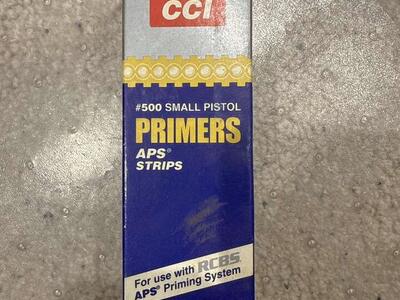 CCI
#500 SMALL PISTOL
PRIMERS
APS®
STRIPS
For use with RCBS
APS® Priming System